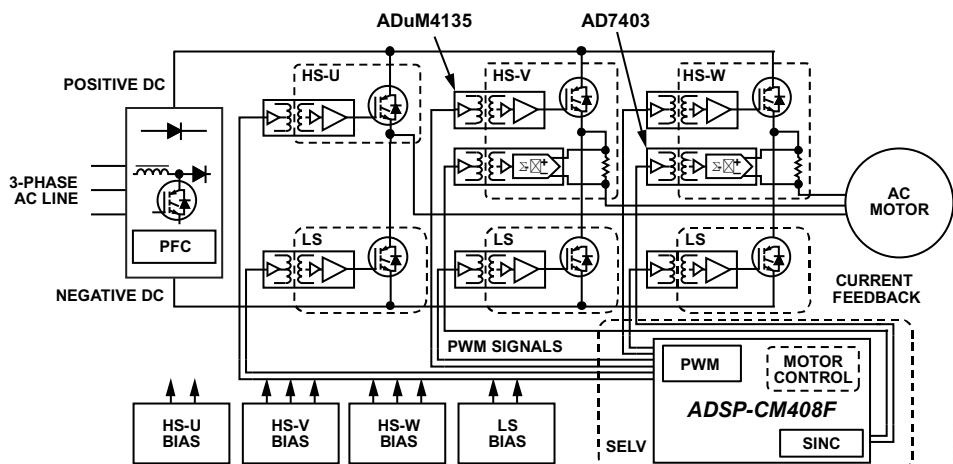 ADuM4135
AD7403
POSITIVE DC
HS-U
HS-V
HS-W
3-PHASE
AC LINE
PFC
AC
MOTOR
LS
LS
LS
NEGATIVE DC
CURRENT
FEEDBACK
PWM SIGNALS
PWM
MOTOR
CONTROL
ADSP-CM408F
SINC
SELV
HS-U
BIAS
HS-V
BIAS
HS-W
BIAS
LS
BIAS